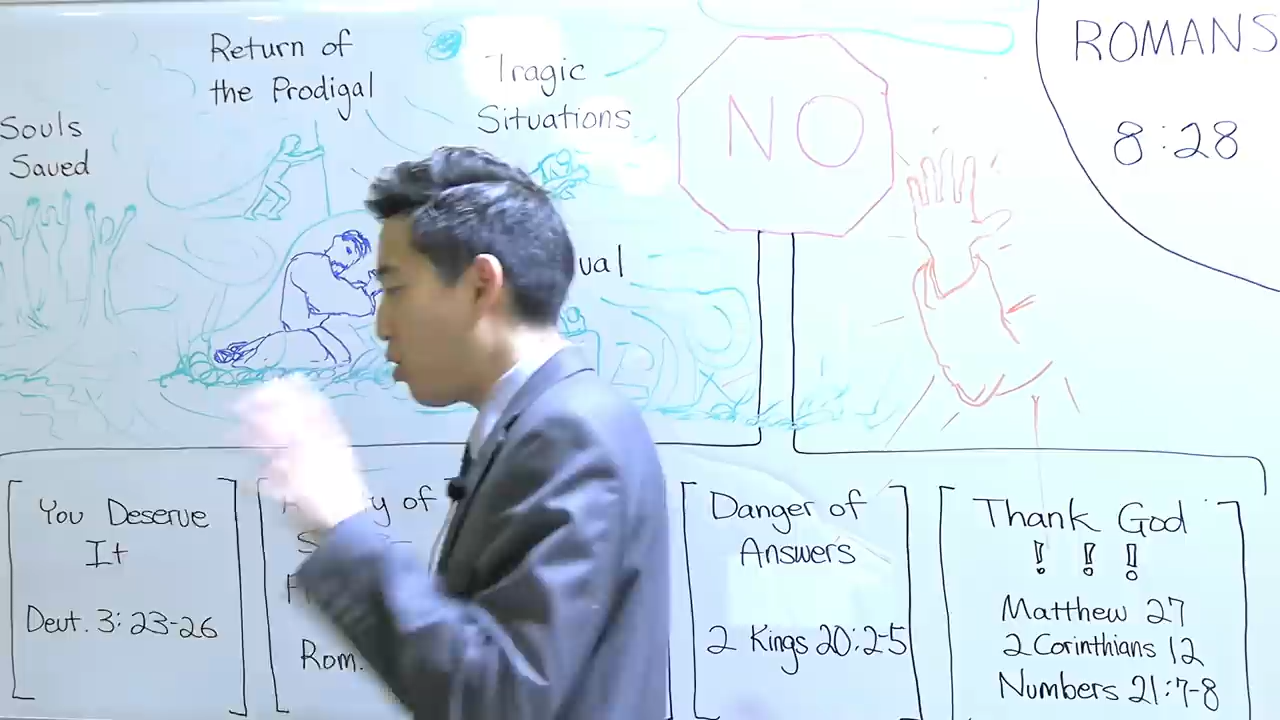 Souls
Saved
Return of
the Prodigal
Tragic
Situations
ual
NO
ROMANS
8:28
You Deserve
It
Deut. 3:23-26
of
Rom.
Danger of
Answers
2 Kings 20:2-5
Thank God
! ! !
Matthew 27
2 Corinthians 12
Numbers 21:7-8